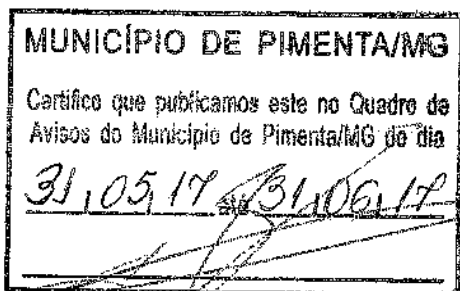 MUNICÍPIO DE PIMENTA/MG
Certifico que publicamos este no Quadro de
Avisos do Município de Pimenta/MG do dia
31,05,17 até 31,06,17